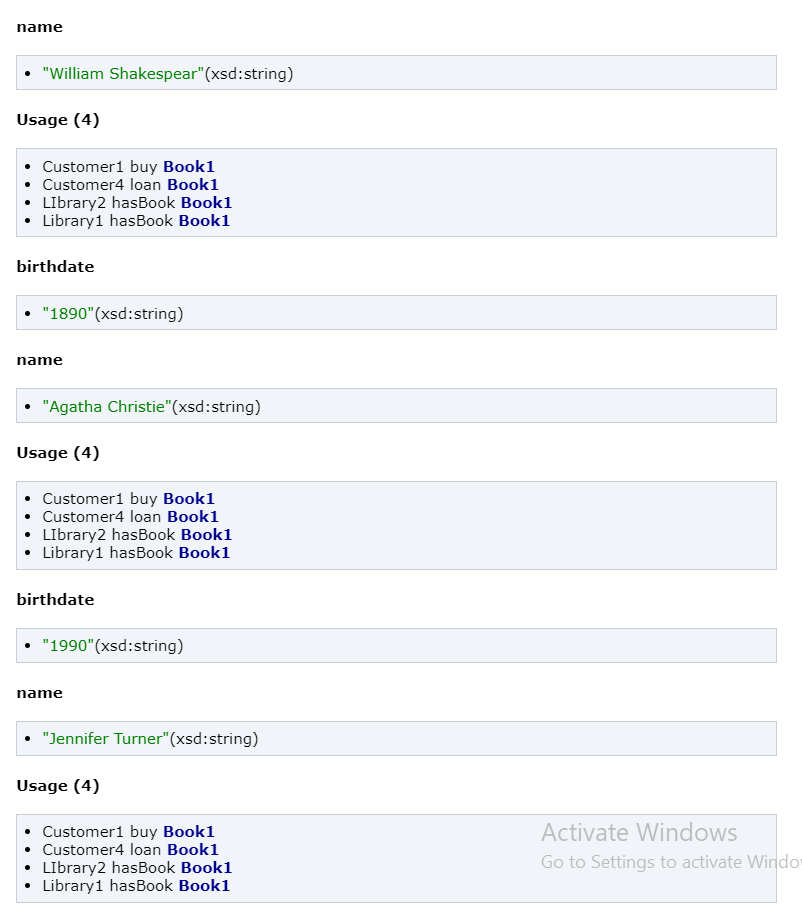 name
"William Shakespear"(xsd:string)
Usage (4)
Customer1 buy Book1
Customer4 loan Book1
LIbrary2 hasBook Book1
Library1 hasBook Book1
birthdate
"1890"(xsd:string)
name
"Agatha Christie"(xsd:string)
Usage (4)
Customer1 buy Book1
Customer4 loan Book1
LIbrary2 hasBook Book1
Library1 hasBook Book1
birthdate
"1990"(xsd:string)
name
"Jennifer Turner"(xsd:string)
Usage (4)
Customer1 buy Book1
Customer4 loan Book1
LIbrary2 hasBook Book1
Library1 hasBook Book1
Activate Windows
Go to Settings to activate Windo